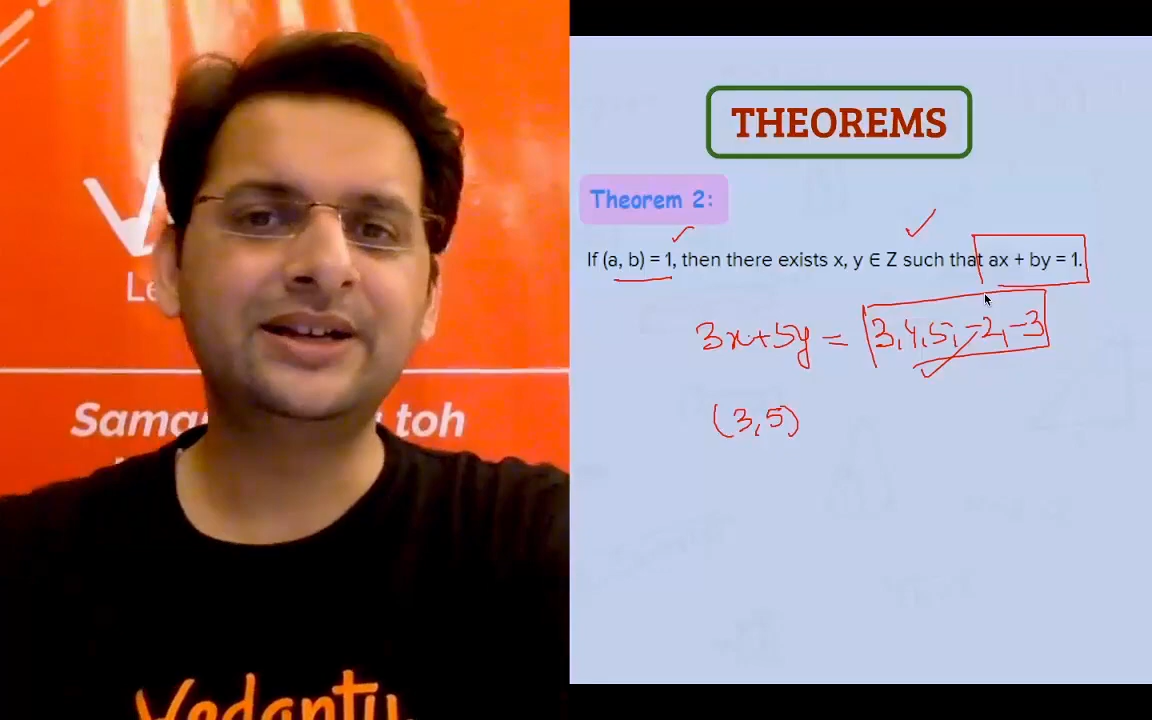 THEOREMS
Theorem 2:
If (a, b) = 1, then there exists x, y ∈ Z such that ax + by = 1.
3x+5y = 3,4,5,-2,-3
(3,5)
toh
Vedantu